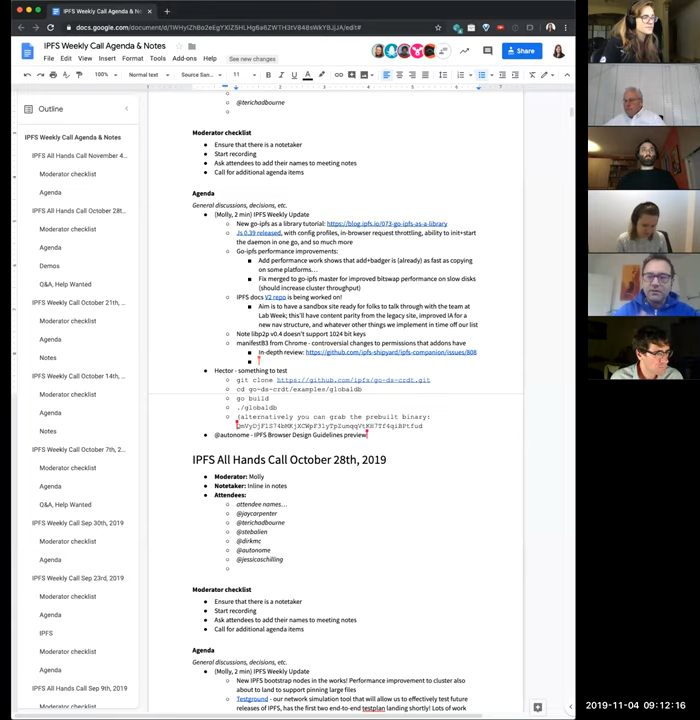 IPFS Weekly Call Agenda & No
docs.google.com/document/d/
IPFS Weekly Call Agenda & Notes
File Edit View Insert Format Tools Add-ons Help
See new changes
Share
100%
Normal text
Source San...
11
Outline
IPFS Weekly Call Agenda & Notes
IPFS All Hands Call November 4...
Moderator checklist
Agenda
IPFS All Hands Call October 28t...
Moderator checklist
Agenda
Demos
Q&A, Help Wanted
IPFS All Hands Call October 21t...
Moderator checklist
Agenda
Notes
IPFS All Hands Call October 14t...
Moderator checklist
Agenda
Notes
IPFS All Hands Call October 7t, 2...
Moderator checklist
Agenda
Q&A, Help Wanted
IPFS Weekly Call Sep 30th, 2019
Moderator checklist
Agenda
IPFS Weekly Call Sep 23rd, 2019
Moderator checklist
Agenda
IPFS
Moderator checklist
Agenda
IPFS All Hands Call Sep 9th, 2019
Moderator checklist
@terichadbourne
Moderator checklist
Ensure that there is a notetaker
Start recording
Ask attendees to add their names to meeting notes
Call for additional agenda items
Agenda
General discussions, decisions, etc.
(Molly, 2 min) IPFS Weekly Update
New go-ipfs as a library tutorial: https://blog.ipfs.io/073-go-ipfs-as-a-library
Js 0.39 released, with config profiles, in-browser request throttling, ability to init+start
the daemon in one go, and so much more
Go-ipfs performance improvements:
Add performance work shows that add+badger is (already) as fast as copying
on some platforms…
Fix merged to go-ipfs master for improved bitswap performance on slow disks
(should increase cluster throughput)
IPFS docs V2 repo is being worked on!
Aim is to have a sandbox site ready for folks to talk through with the team at
Lab Week; this'll have content parity from the legacy site, improved IA for a
new nav structure, and whatever other things we implement in time off our list
Note libp2p v0.4 doesn't support 1024 bit keys
manifestB3 from Chrome - controversial changes to permissions that addons have
In-depth review: https://github.com/ipfs-shipyard/ipfs-companion/issues/808
Hector - something to test
git clone https://github.com/ipfs/go-ds-crdt.git
cd go-ds-crdt/examples/globaldb
go build
./globaldb
(alternatively you can grab the prebuilt binary:
@autonome - IPFS Browser Design Guidelines preview
IPFS All Hands Call October 28th, 2019
Moderator: Molly
Notetaker: Inline in notes
Attendees:
attendee names…
@jaycarpenter
@terichadbourne
@stebalien
@dirkmc
@autonome
@jessicaschilling
Moderator checklist
Ensure that there is a notetaker
Start recording
Ask attendees to add their names to meeting notes
Call for additional agenda items
Agenda
General discussions, decisions, etc.
(Molly, 2 min) IPFS Weekly Update
New IPFS bootstrap nodes in the works! Performance improvement to cluster also
about to land to support pinning large files
Testground - our network simulation tool that will allow us to effectively test future
releases of IPFS, has the first two end-to-end testplan landing shortly! Lots of work
2019-11-04 09:12:16